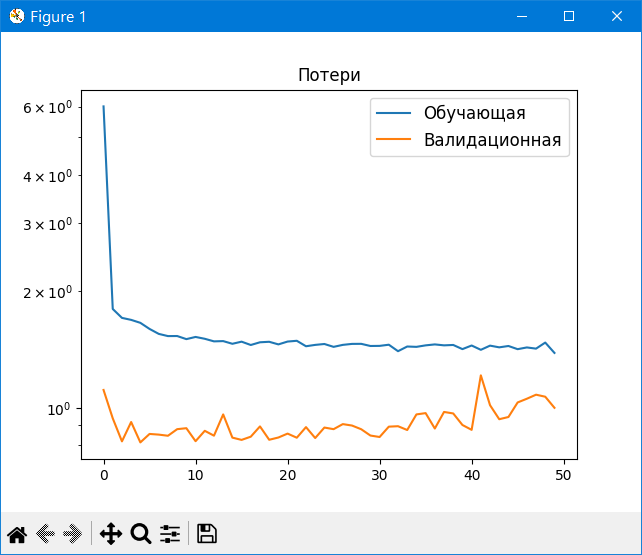 Figure 1
Потери
6 × 10⁰
4 × 10⁰
3 × 10⁰
2 × 10⁰
10⁰
Обучающая
Валидационная
0 10 20 30 40 50